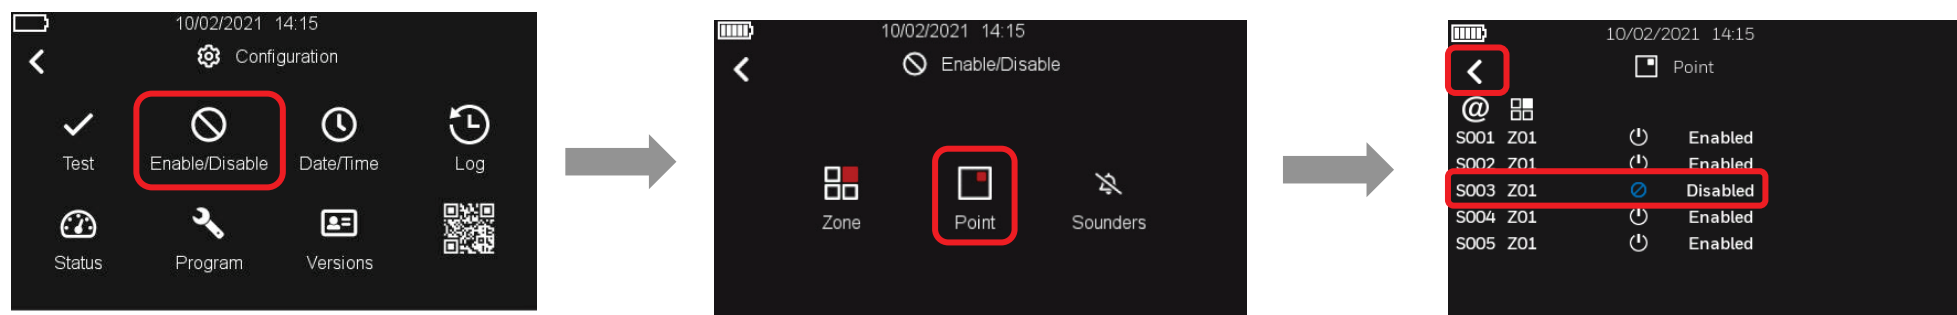 10/02/2021 14:15
Configuration
Test
Enable/Disable
Date/Time
Log
Status
Program
Versions
10/02/2021 14:15
Enable/Disable
Zone
Point
Sounders
10/02/2021 14:15
Point
@
S001 Z01 Enabled
S002 Z01 Enabled
S003 Z01 Disabled
S004 Z01 Enabled
S005 Z01 Enabled